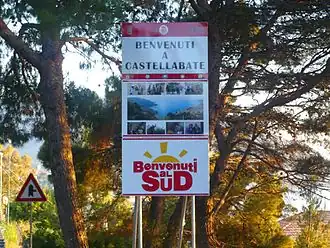 BENVENUTI
A
CASTELLABATE
Benvenuti
al
SUD